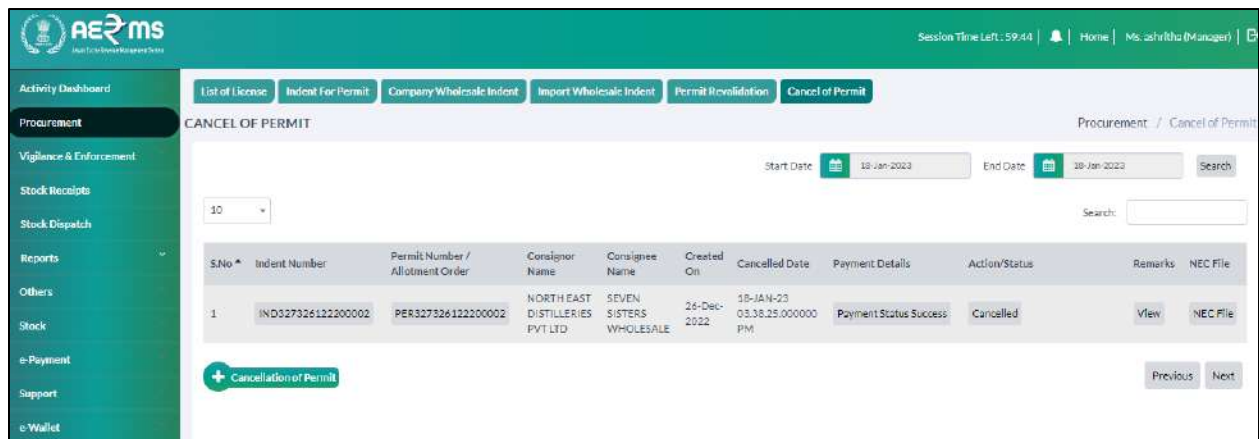 AERMS
Session Time Left : 59:44 | Home | Ms. ashritha (Manager) |
Activity Dashboard
Procurement
Vigilance & Enforcement
Stock Receipts
Stock Dispatch
Reports
Others
Stock
e-Payment
Support
e-Wallet
List of License Indent For Permit Company Wholesale Indent Import Wholesale Indent Permit Revalidation Cancel of Permit
CANCEL OF PERMIT Procurement / Cancel of Permit
Start Date 18-Jan-2023 End Date 18-Jan-2023 Search
10 Search:
S.No Indent Number Permit Number / Consignor Consignee Created Cancelled Date Payment Details Action/Status Remarks NEC File
Allotment Order Name Name On
NORTH EAST SEVEN 18-JAN-23
1 IND327326122200002 PER327326122200002 DISTILLERIES SISTERS 26-Dec- 03.38.25.000000 Payment Status Success Cancelled View NEC File
PVT LTD WHOLESALE 2022 PM
+ Cancellation of Permit Previous Next